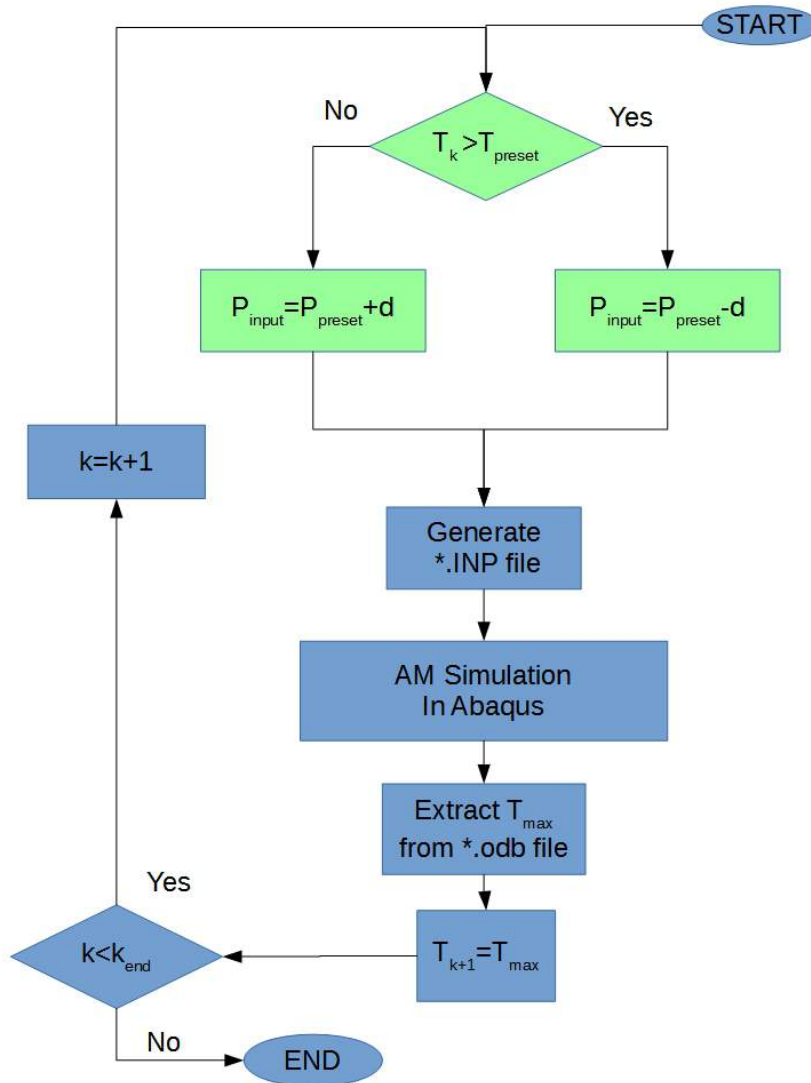 START
No
Yes
T_k >T_preset
P_input=P_preset+d
P_input=P_preset-d
k=k+1
Generate
*.INP file
AM Simulation
In Abaqus
Extract T_max
from *.odb file
Yes
k<k_end
T_k+1=T_max
No
END